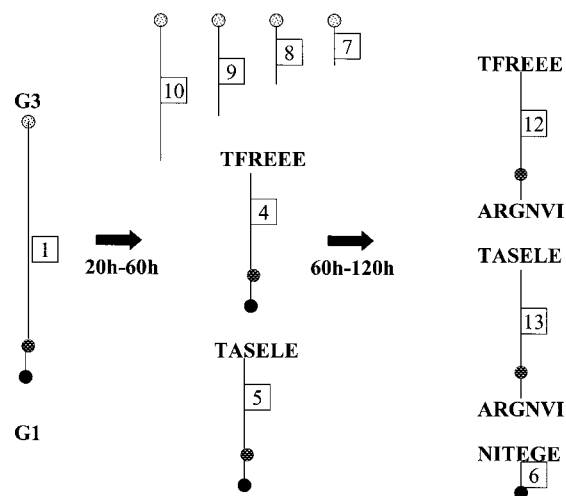 10
9
8
7
G3
1
G1
20h-60h
TFREEE
4
TASELE
5
60h-120h
TFREEE
12
ARGNVI
TASELE
13
ARGNVI
NITEGE
6